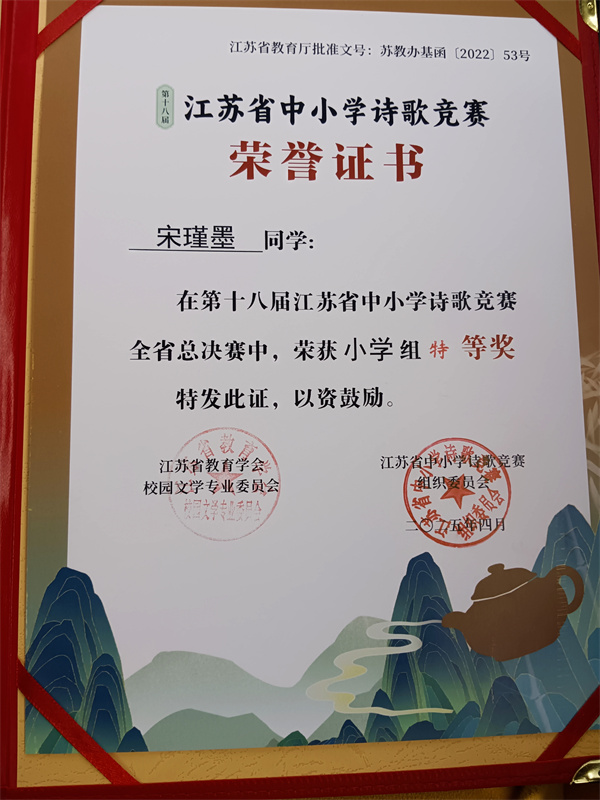 江苏省教育厅批准文号：苏教办基函〔2022〕53号
第十八届
江苏省中小学诗歌竞赛
荣誉证书
宋瑾墨 同学：
在第十八届江苏省中小学诗歌竞赛
全省总决赛中，荣获 小学 组 特 等奖
特发此证，以资鼓励。
江苏省教育学会
校园文学专业委员会
江苏省中小学诗歌竞赛
组织委员会
二〇二五年四月